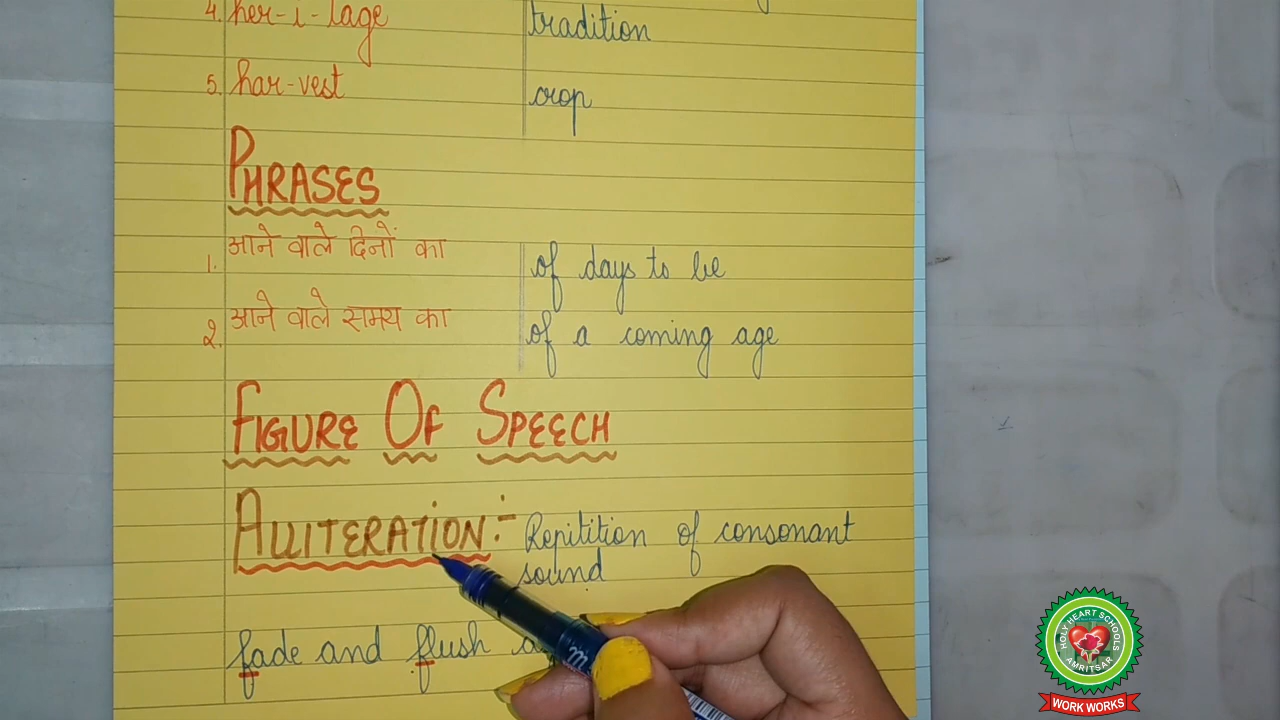 4. her-i-tage tradition
5. har-vest crop
PHRASES
1. आने वाले दिनों का of days to be
2. आने वाले समय का of a coming age
FIGURE OF SPEECH
ALLITERATION:- Repitition of consonant
sound
fade and flush
HOLY HEART SCHOOLS
AMRITSAR
WORK WORKS